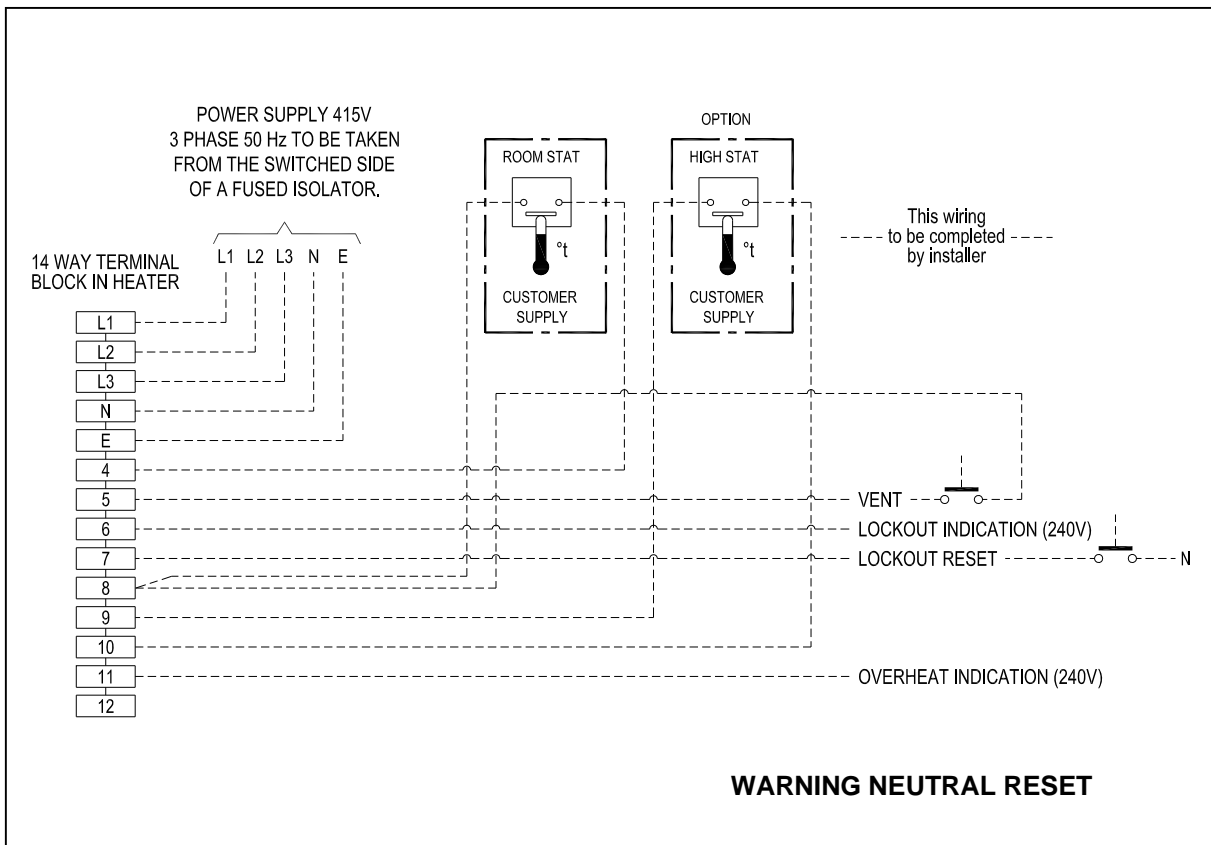 POWER SUPPLY 415V
3 PHASE 50 Hz TO BE TAKEN
FROM THE SWITCHED SIDE
OF A FUSED ISOLATOR.
OPTION
ROOM STAT
HIGH STAT
°t
°t
CUSTOMER
SUPPLY
CUSTOMER
SUPPLY
This wiring
to be completed
by installer
14 WAY TERMINAL
BLOCK IN HEATER
L1 L2 L3 N E
L1
L2
L3
N
E
4
5
VENT
6
LOCKOUT INDICATION (240V)
7
LOCKOUT RESET
N
8
9
10
11
OVERHEAT INDICATION (240V)
12
WARNING NEUTRAL RESET